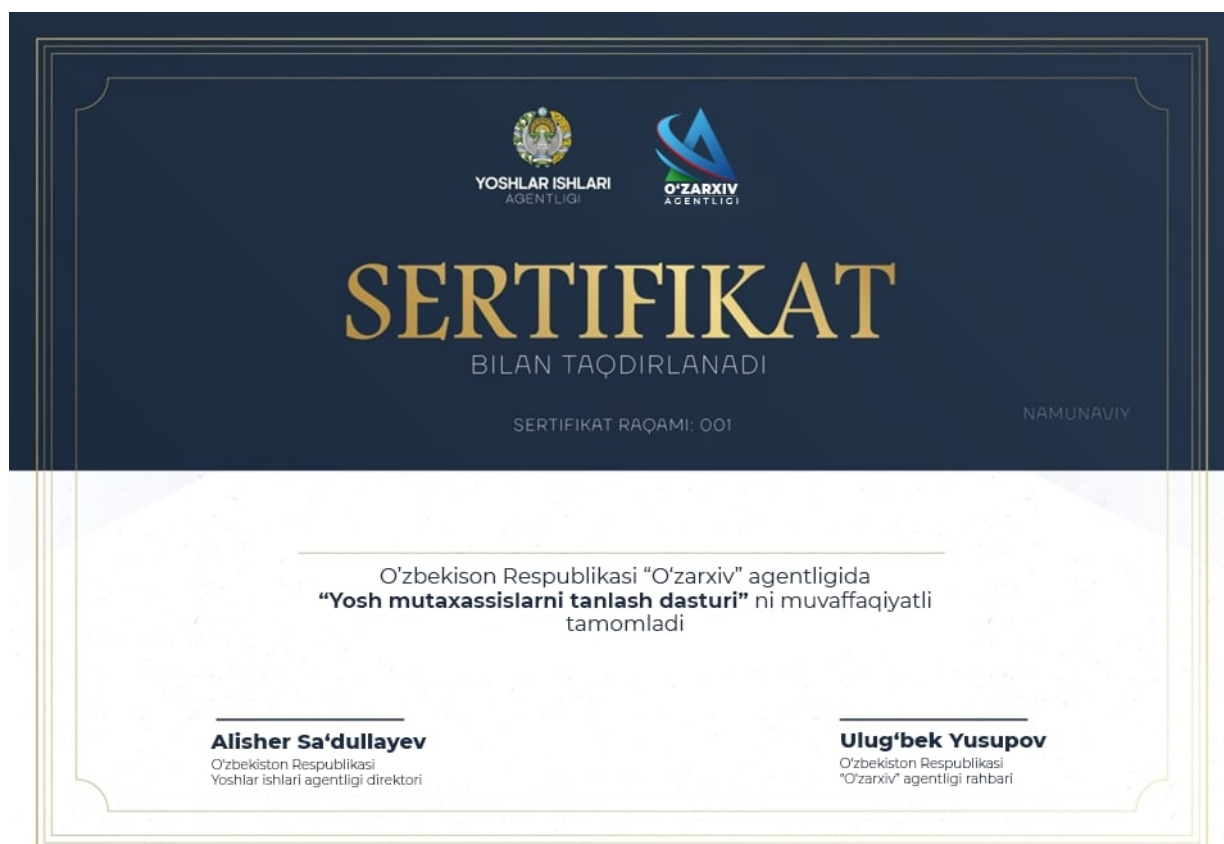 YOSHLAR ISHLARI
AGENTLIGI
O‘ZARXIV
AGENTLIGI
SERTIFIKAT
BILAN TAQDIRLANADI
SERTIFIKAT RAQAMI: 001
NAMUNAVIY
O'zbekison Respublikasi “O‘zarxiv” agentligida
“Yosh mutaxassislarni tanlash dasturi” ni muvaffaqiyatli
tamomladi
Alisher Sa‘dullayev
O'zbekiston Respublikasi
Yoshlar ishlari agentligi direktori
Ulug‘bek Yusupov
O'zbekiston Respublikasi
“O'zarxiv” agentligi rahbari